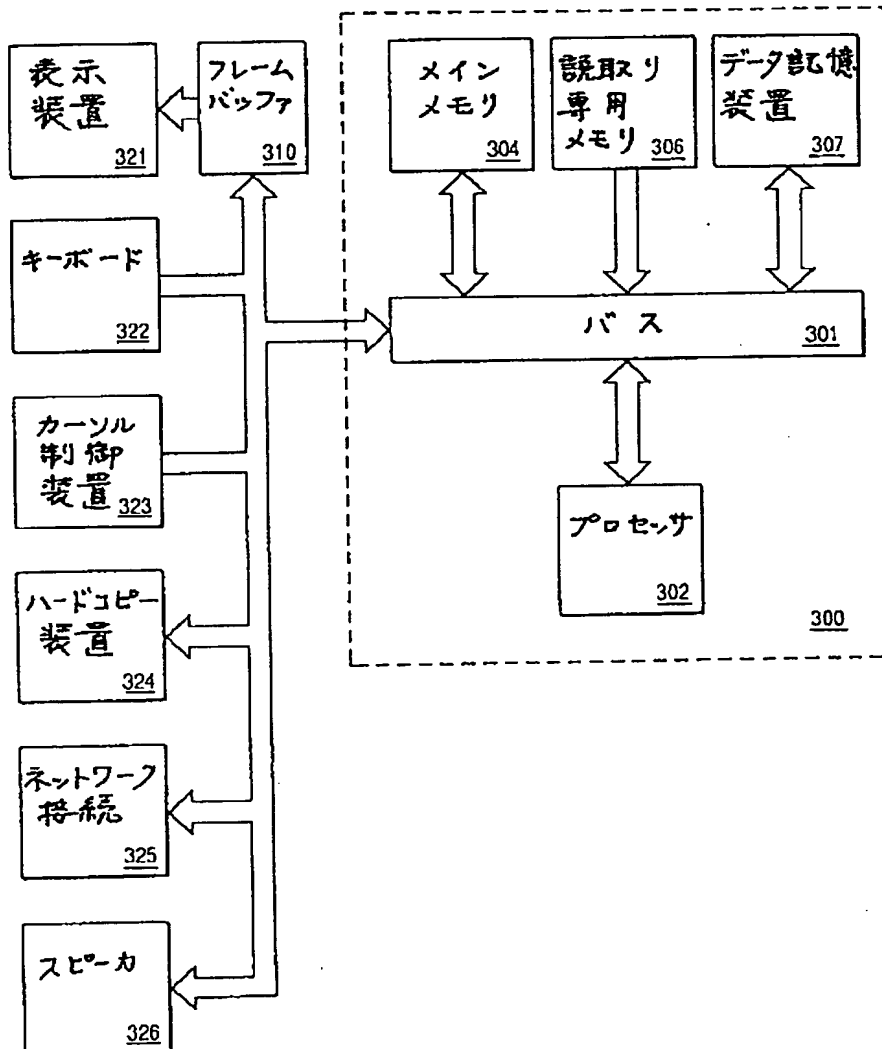 表示
装置
321
フレーム
バッファ
310
メイン
メモリ
304
読取り
専用
メモリ
306
データ記憶
装置
307
キーボード
322
バス
301
カーソル
制御
装置
323
プロセッサ
302
300
ハードコピー
装置
324
ネットワーク
接続
325
スピーカ
326